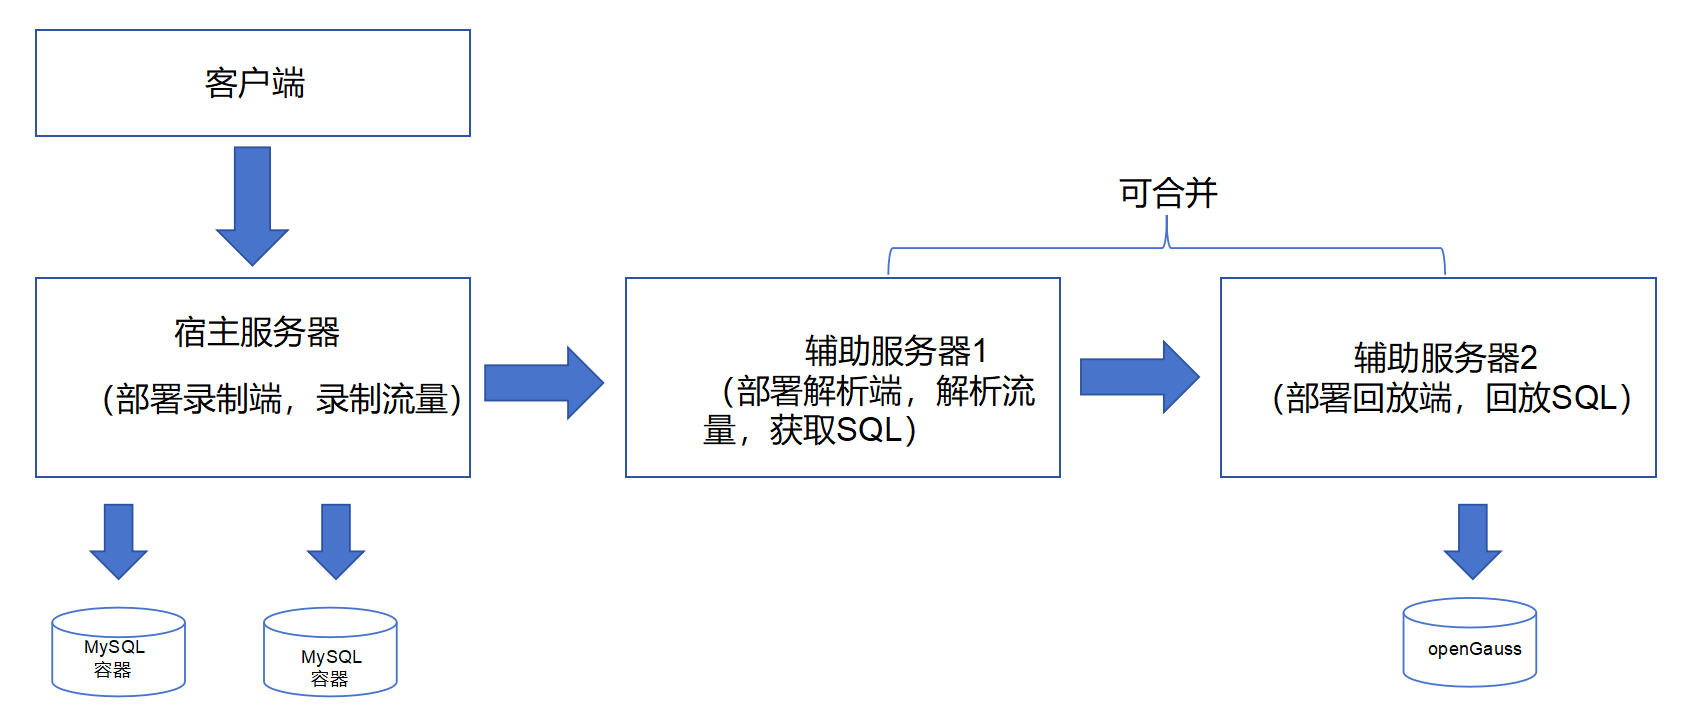 客户端
可合并
宿主服务器
（部署录制端，录制流量）
辅助服务器1
（部署解析端，解析流
量，获取SQL）
辅助服务器2
（部署回放端，回放SQL）
MySQL
容器
MySQL
容器
openGauss